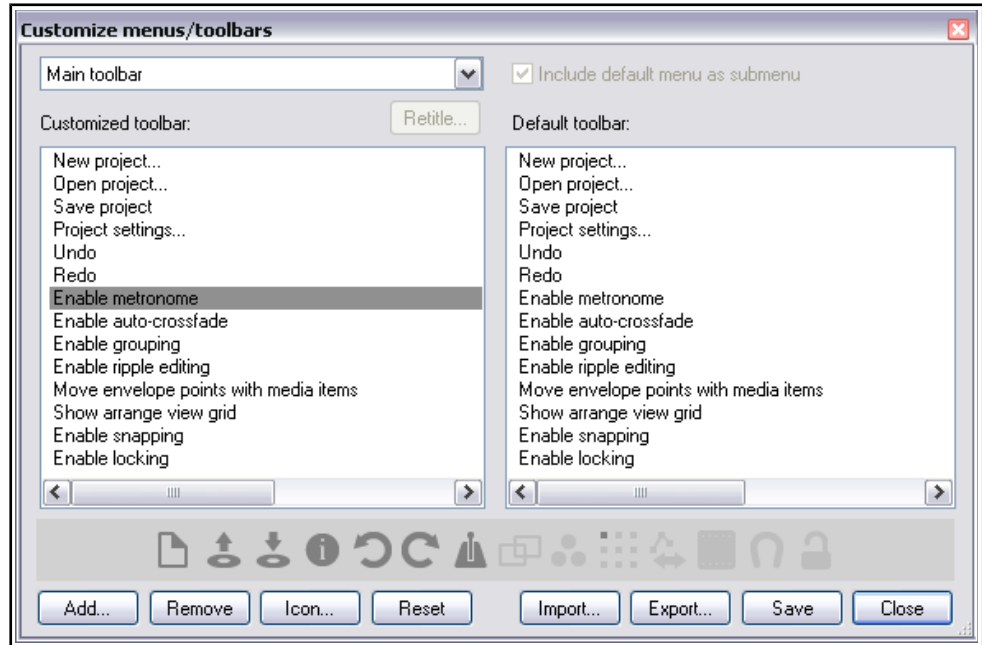 Customize menus/toolbars
Main toolbar
Include default menu as submenu
Customized toolbar:
Retitle...
Default toolbar:
New project...
Open project...
Save project
Project settings...
Undo
Redo
Enable metronome
Enable auto-crossfade
Enable grouping
Enable ripple editing
Move envelope points with media items
Show arrange view grid
Enable snapping
Enable locking
New project...
Open project...
Save project
Project settings...
Undo
Redo
Enable metronome
Enable auto-crossfade
Enable grouping
Enable ripple editing
Move envelope points with media items
Show arrange view grid
Enable snapping
Enable locking
Add... Remove Icon... Reset Import... Export... Save Close